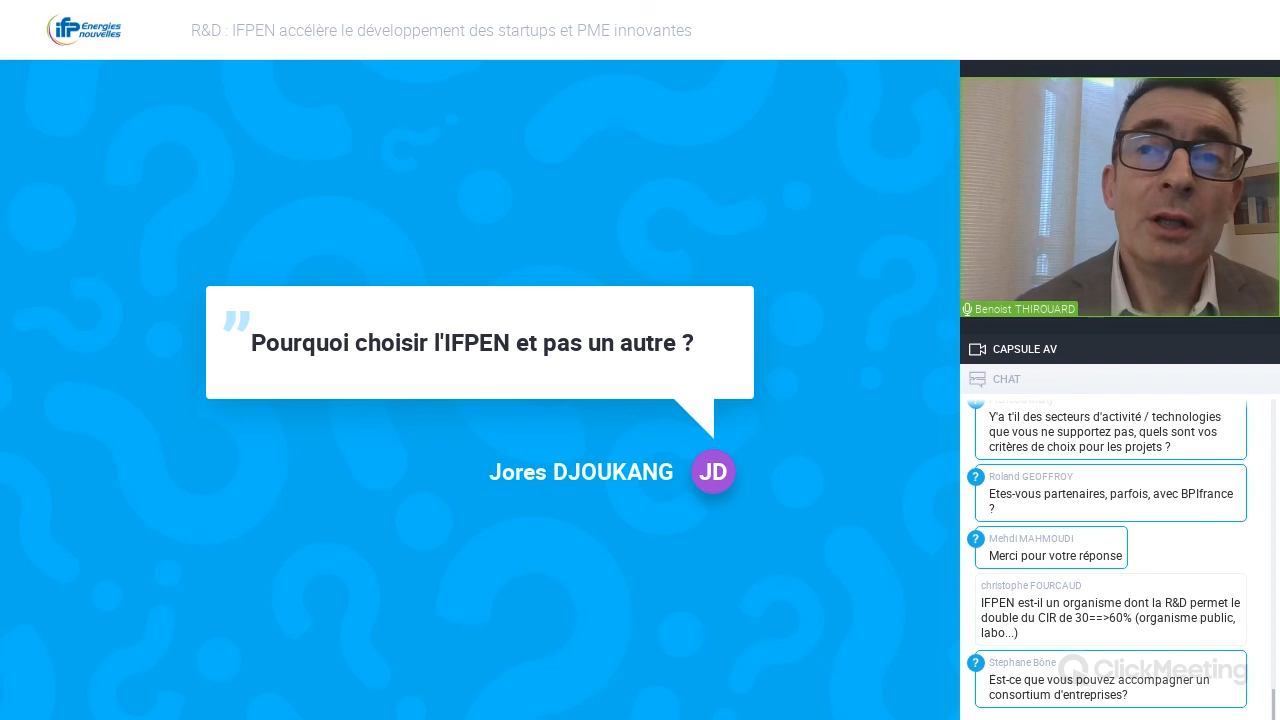 ifp Energies
nouvelles
R&D : IFPEN accélère le développement des startups et PME innovantes
Pourquoi choisir l'IFPEN et pas un autre ?
Jores DJOUKANG JD
Benoist THIROUARD
CAPSULE AV
CHAT
Y'a t'il des secteurs d'activité / technologies
que vous ne supportez pas, quels sont vos
critères de choix pour les projets ?
Roland GEOFFROY
Etes-vous partenaires, parfois, avec BPIfrance
?
Mehdi MAHMOUDI
Merci pour votre réponse
christophe FOURCAUD
IFPEN est-il un organisme dont la R&D permet le
double du CIR de 30==>60% (organisme public,
labo...)
Stephane Bône
ClickMeeting
Est-ce que vous pouvez accompagner un
consortium d'entreprises?